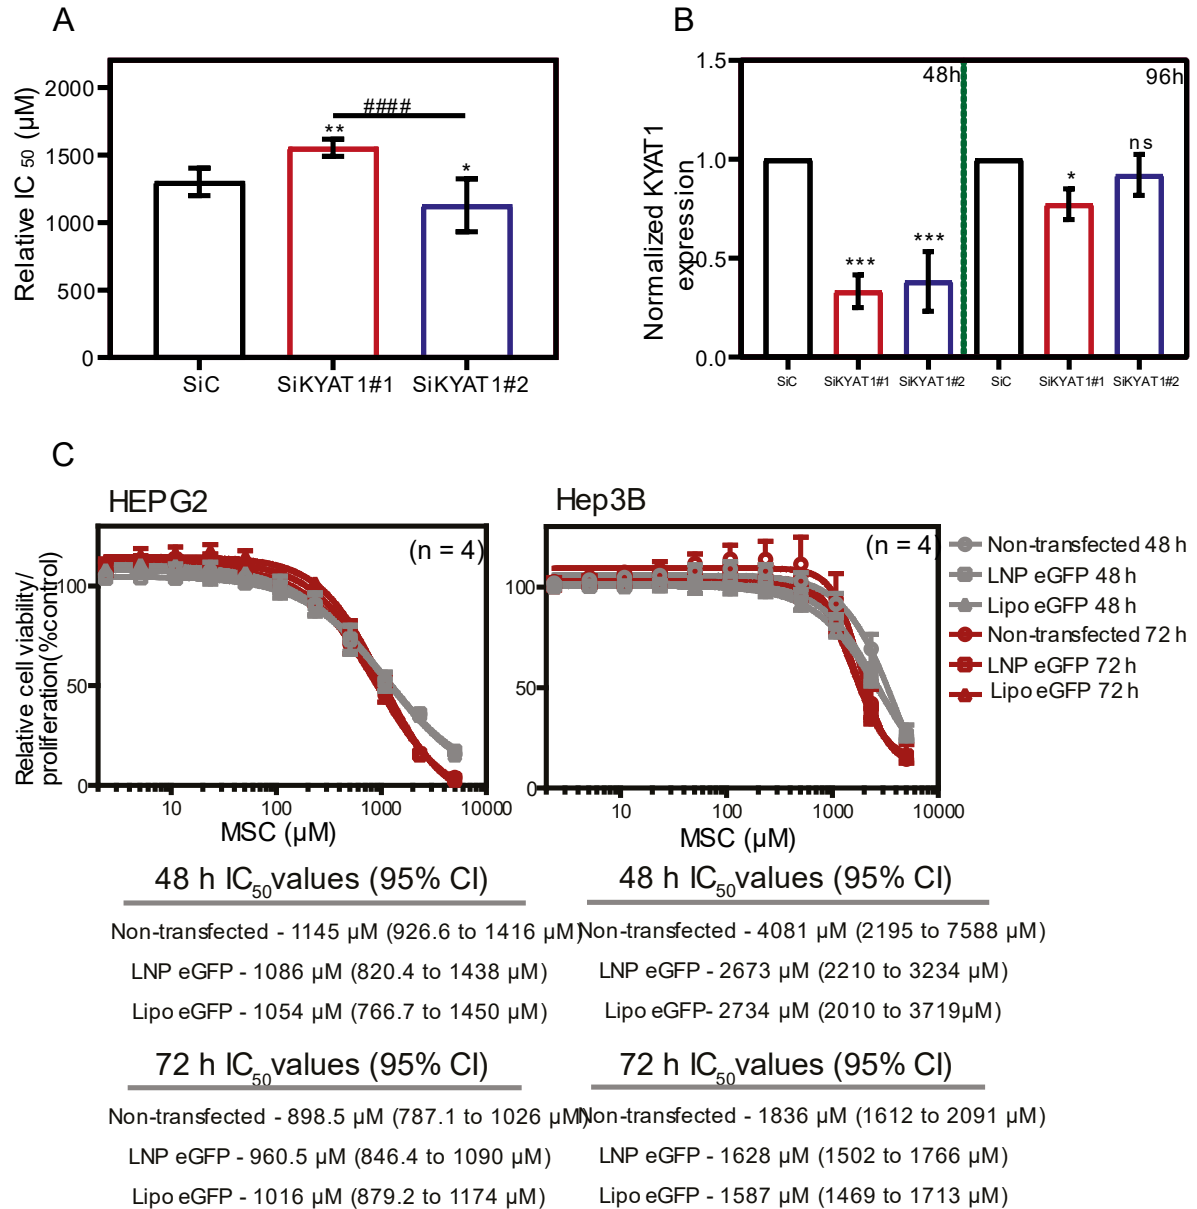 A
Relative IC 50 (µM)
2000
1500
1000
500
0
####
**
*
SiC
SiKYAT1#1
SiKYAT1#2
B
Normalized KYAT1
expression
1.5
1.0
0.5
0.0
48h
96h
***
***
*
ns
SiC
SiKYAT1#1
SiKYAT1#2
SiC
SiKYAT1#1
SiKYAT1#2
C
HEPG2
(n = 4)
Relative cell viability/
proliferation(%control)
100
50
0
10
100
1000
10000
MSC (µM)
Hep3B
(n = 4)
100
50
0
10
100
1000
10000
MSC (µM)
Non-transfected 48 h
LNP eGFP 48 h
Lipo eGFP 48 h
Non-transfected 72 h
LNP eGFP 72 h
Lipo eGFP 72 h
48 h IC50 values (95% CI)
Non-transfected - 1145 µM (926.6 to 1416 µM)
LNP eGFP - 1086 µM (820.4 to 1438 µM)
Lipo eGFP - 1054 µM (766.7 to 1450 µM)
72 h IC50 values (95% CI)
Non-transfected - 898.5 µM (787.1 to 1026 µM)
LNP eGFP - 960.5 µM (846.4 to 1090 µM)
Lipo eGFP - 1016 µM (879.2 to 1174 µM)
48 h IC50 values (95% CI)
Non-transfected - 4081 µM (2195 to 7588 µM)
LNP eGFP - 2673 µM (2210 to 3234 µM)
Lipo eGFP- 2734 µM (2010 to 3719µM)
72 h IC50 values (95% CI)
Non-transfected - 1836 µM (1612 to 2091 µM)
LNP eGFP - 1628 µM (1502 to 1766 µM)
Lipo eGFP - 1587 µM (1469 to 1713 µM)